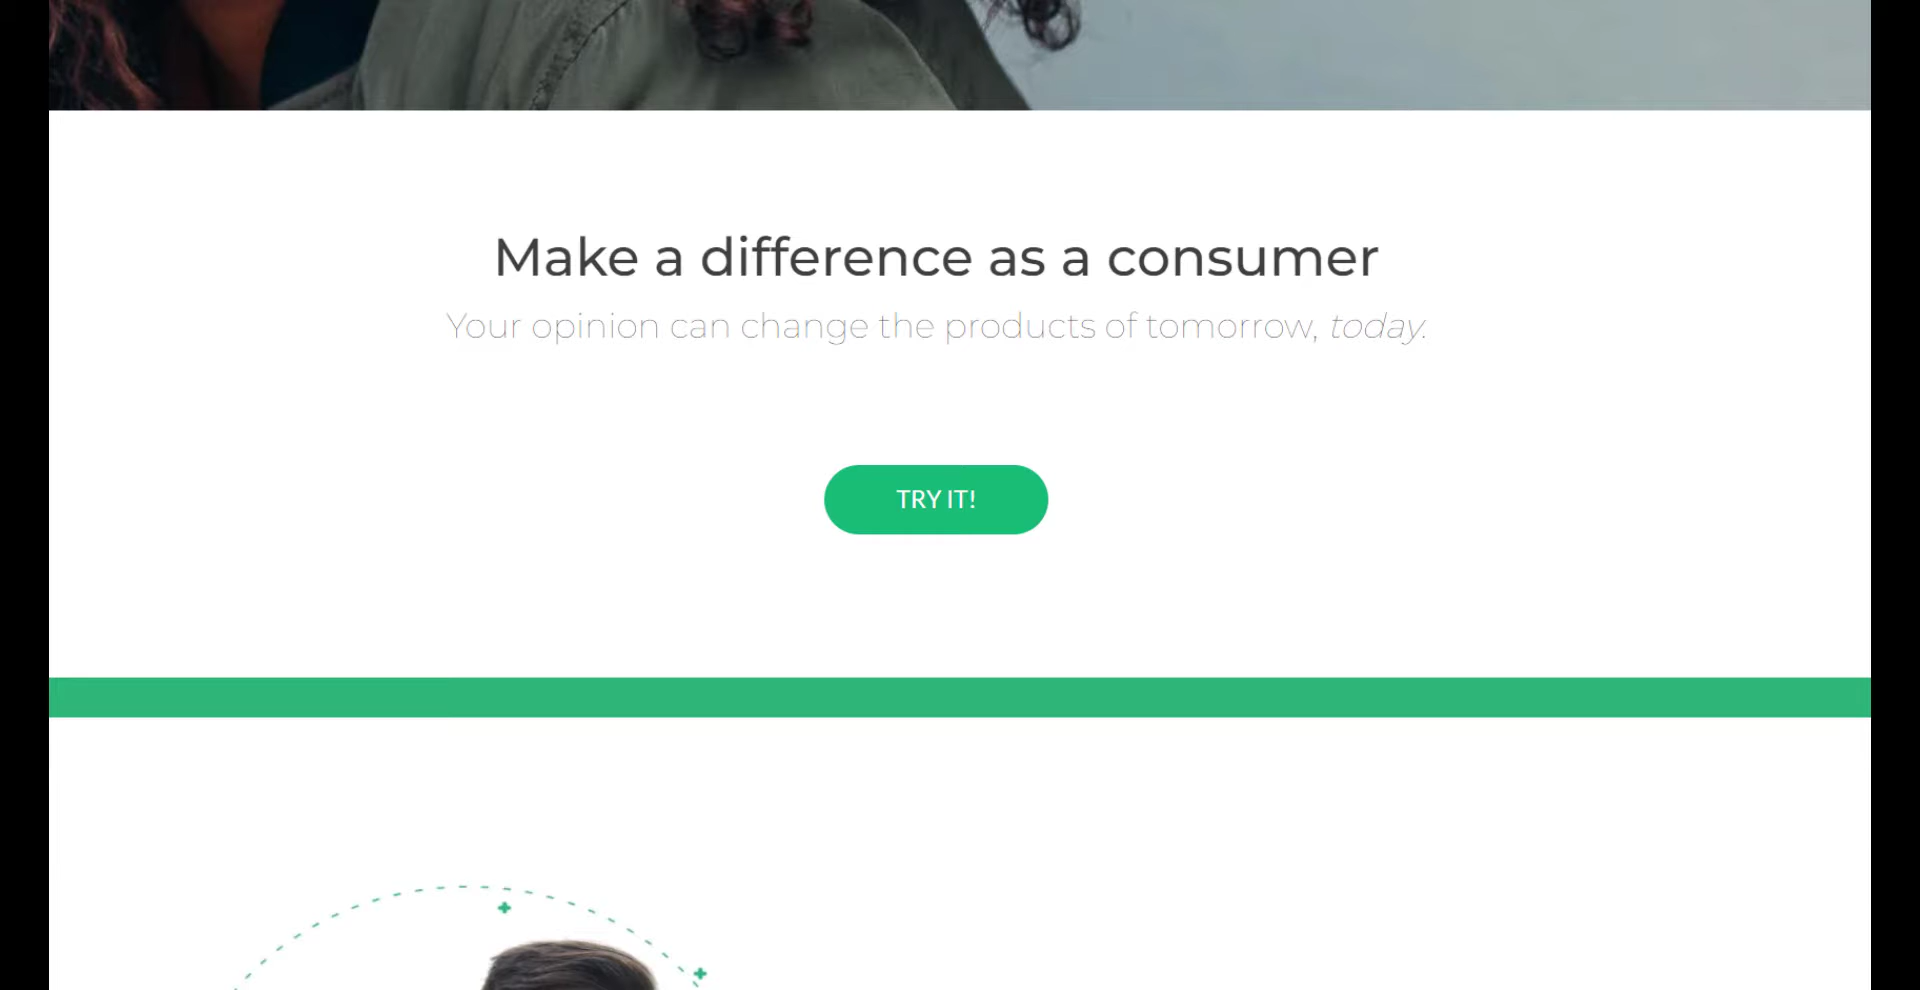 Make a difference as a consumer
Your opinion can change the products of tomorrow, today.
TRY IT!